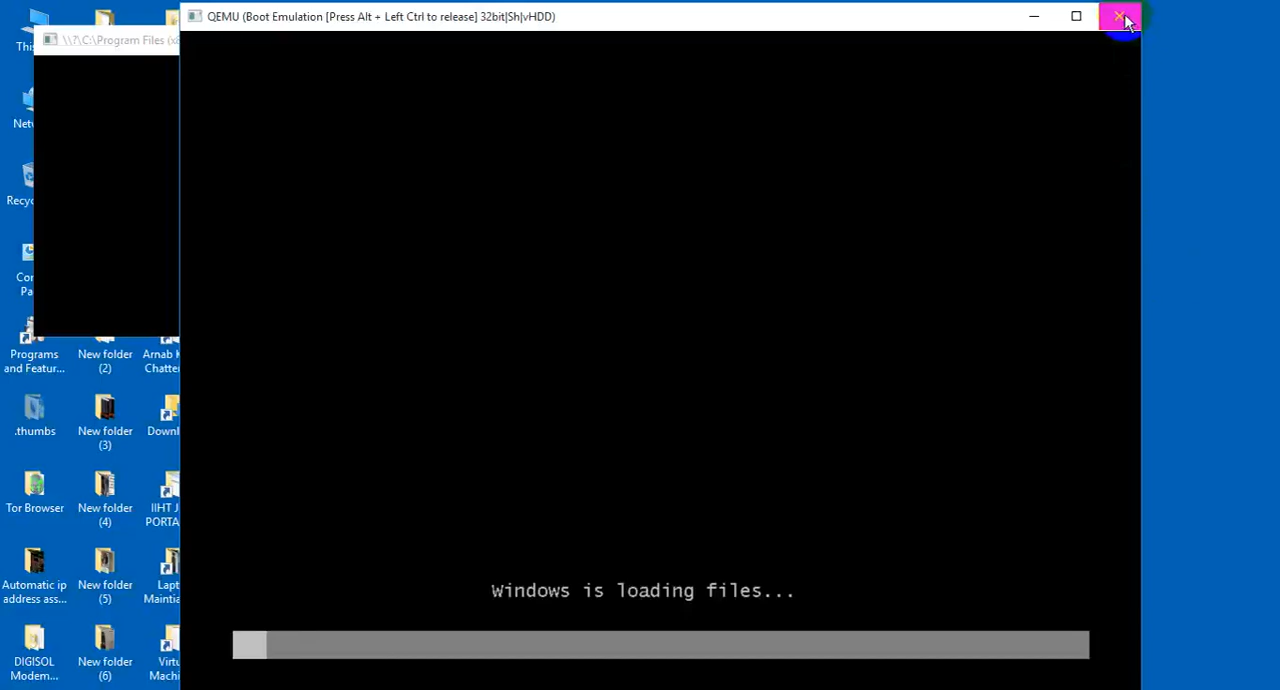 QEMU (Boot Emulation [Press Alt + Left Ctrl to release] 32bit|Sh|vHDD)
\\?\C:\Program Files (x
Programs and Featur...
New folder (2)
.thumbs
New folder (3)
Tor Browser
New folder (4)
Automatic ip address ass...
New folder (5)
DIGISOL Modem...
New folder (6)
Windows is loading files...